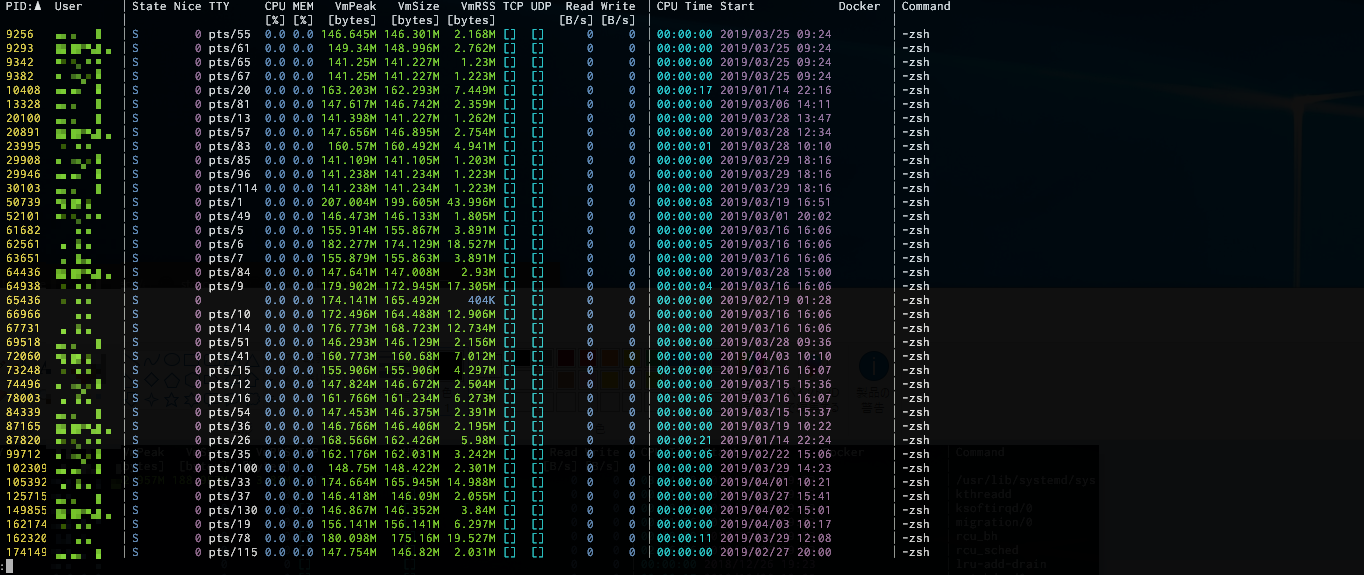 PID:▲ User | State Nice TTY CPU MEM VmPeak VmSize VmRSS TCP UDP Read Write | CPU Time Start Docker | Command
[%] [%] [bytes] [bytes] [bytes] [B/s] [B/s]
9256 | S 0 pts/55 0.0 0.0 146.645M 146.301M 2.168M [] [] 0 0 | 00:00:00 2019/03/25 09:24 | -zsh
9293 | S 0 pts/61 0.0 0.0 149.34M 148.996M 2.762M [] [] 0 0 | 00:00:00 2019/03/25 09:24 | -zsh
9342 | S 0 pts/65 0.0 0.0 141.25M 141.227M 1.23M [] [] 0 0 | 00:00:00 2019/03/25 09:24 | -zsh
9382 | S 0 pts/67 0.0 0.0 141.25M 141.227M 1.223M [] [] 0 0 | 00:00:00 2019/03/25 09:24 | -zsh
10408 | S 0 pts/20 0.0 0.0 163.203M 162.293M 7.449M [] [] 0 0 | 00:00:17 2019/01/14 22:16 | -zsh
13328 | S 0 pts/81 0.0 0.0 147.617M 146.742M 2.359M [] [] 0 0 | 00:00:00 2019/03/06 14:11 | -zsh
20100 | S 0 pts/13 0.0 0.0 141.398M 141.227M 1.262M [] [] 0 0 | 00:00:00 2019/03/28 13:47 | -zsh
20891 | S 0 pts/57 0.0 0.0 147.656M 146.895M 2.754M [] [] 0 0 | 00:00:00 2019/03/28 12:34 | -zsh
23995 | S 0 pts/83 0.0 0.0 160.57M 160.492M 4.941M [] [] 0 0 | 00:00:01 2019/03/28 10:10 | -zsh
29908 | S 0 pts/85 0.0 0.0 141.109M 141.105M 1.203M [] [] 0 0 | 00:00:00 2019/03/29 18:16 | -zsh
29946 | S 0 pts/96 0.0 0.0 141.238M 141.234M 1.223M [] [] 0 0 | 00:00:00 2019/03/29 18:16 | -zsh
30103 | S 0 pts/114 0.0 0.0 141.238M 141.234M 1.223M [] [] 0 0 | 00:00:00 2019/03/29 18:16 | -zsh
50739 | S 0 pts/1 0.0 0.0 207.004M 199.605M 43.996M [] [] 0 0 | 00:00:08 2019/03/19 16:51 | -zsh
52101 | S 0 pts/49 0.0 0.0 146.473M 146.133M 1.805M [] [] 0 0 | 00:00:00 2019/03/01 20:02 | -zsh
61682 | S 0 pts/5 0.0 0.0 155.914M 155.867M 3.891M [] [] 0 0 | 00:00:00 2019/03/16 16:06 | -zsh
62561 | S 0 pts/6 0.0 0.0 182.277M 174.129M 18.527M [] [] 0 0 | 00:00:05 2019/03/16 16:06 | -zsh
63651 | S 0 pts/7 0.0 0.0 155.879M 155.863M 3.891M [] [] 0 0 | 00:00:00 2019/03/16 16:06 | -zsh
64436 | S 0 pts/84 0.0 0.0 147.641M 147.008M 2.93M [] [] 0 0 | 00:00:00 2019/03/28 15:00 | -zsh
64938 | S 0 pts/9 0.0 0.0 179.902M 172.945M 17.305M [] [] 0 0 | 00:00:04 2019/03/16 16:06 | -zsh
65436 | S 0 0.0 0.0 174.141M 165.492M 404K [] [] 0 0 | 00:00:00 2019/02/19 01:28 | -zsh
66966 | S 0 pts/10 0.0 0.0 172.496M 164.488M 12.906M [] [] 0 0 | 00:00:00 2019/03/16 16:06 | -zsh
67731 | S 0 pts/14 0.0 0.0 176.773M 168.723M 12.734M [] [] 0 0 | 00:00:00 2019/03/16 16:06 | -zsh
69518 | S 0 pts/51 0.0 0.0 146.293M 146.129M 2.156M [] [] 0 0 | 00:00:00 2019/03/28 09:36 | -zsh
72060 | S 0 pts/41 0.0 0.0 160.773M 160.68M 7.012M [] [] 0 0 | 00:00:00 2019/04/03 10:10 | -zsh
73248 | S 0 pts/15 0.0 0.0 155.906M 155.906M 4.297M [] [] 0 0 | 00:00:00 2019/03/16 16:07 | -zsh
74496 | S 0 pts/12 0.0 0.0 147.824M 146.672M 2.504M [] [] 0 0 | 00:00:00 2019/03/15 15:36 | -zsh
78003 | S 0 pts/16 0.0 0.0 161.766M 161.234M 6.273M [] [] 0 0 | 00:00:06 2019/03/16 16:07 | -zsh
84339 | S 0 pts/54 0.0 0.0 147.453M 146.375M 2.391M [] [] 0 0 | 00:00:00 2019/03/15 15:37 | -zsh
87165 | S 0 pts/36 0.0 0.0 146.766M 146.406M 2.195M [] [] 0 0 | 00:00:00 2019/03/19 10:22 | -zsh
87820 | S 0 pts/26 0.0 0.0 168.566M 162.426M 5.98M [] [] 0 0 | 00:00:21 2019/01/14 22:24 | -zsh
99712 | S 0 pts/35 0.0 0.0 162.176M 162.031M 3.242M [] [] 0 0 | 00:00:06 2019/02/22 15:06 | -zsh
102309 | S 0 pts/100 0.0 0.0 148.75M 148.422M 2.301M [] [] 0 0 | 00:00:00 2019/03/29 14:23 | -zsh
105392 | S 0 pts/33 0.0 0.0 174.664M 165.945M 14.988M [] [] 0 0 | 00:00:00 2019/04/01 10:21 | -zsh
125715 | S 0 pts/37 0.0 0.0 146.418M 146.09M 2.055M [] [] 0 0 | 00:00:00 2019/03/27 15:41 | -zsh
149855 | S 0 pts/130 0.0 0.0 146.867M 146.352M 3.84M [] [] 0 0 | 00:00:00 2019/04/02 15:01 | -zsh
162174 | S 0 pts/19 0.0 0.0 156.141M 156.141M 6.297M [] [] 0 0 | 00:00:00 2019/04/03 10:17 | -zsh
162320 | S 0 pts/78 0.0 0.0 180.098M 175.16M 19.527M [] [] 0 0 | 00:00:11 2019/03/29 12:08 | -zsh
174149 | S 0 pts/115 0.0 0.0 147.754M 146.82M 2.031M [] [] 0 0 | 00:00:00 2019/02/27 20:00 | -zsh
:
Command
/usr/lib/systemd/sys
kthreadd
ksoftirqd/0
migration/0
rcu_bh
rcu_sched
lru-add-drain